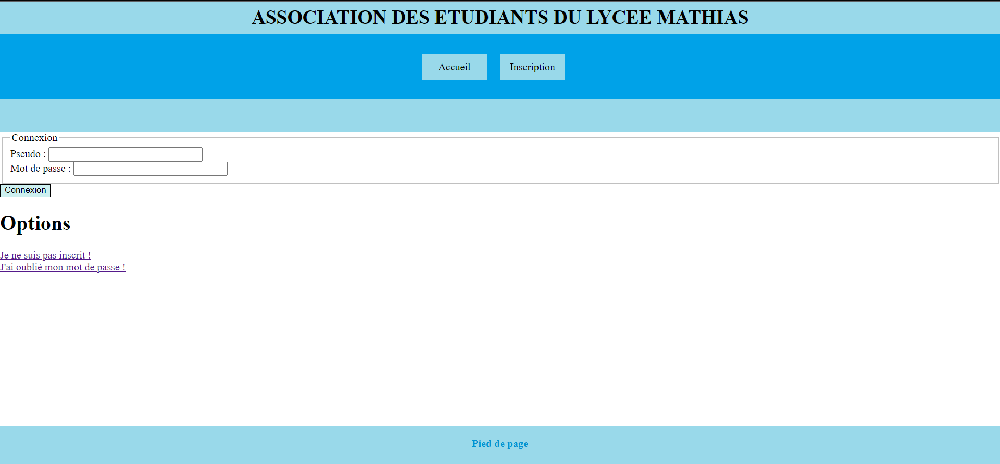 ASSOCIATION DES ETUDIANTS DU LYCEE MATHIAS
Accueil Inscription
Connexion
Pseudo :
Mot de passe :
Connexion
Options
Je ne suis pas inscrit !
J'ai oublié mon mot de passe !
Pied de page